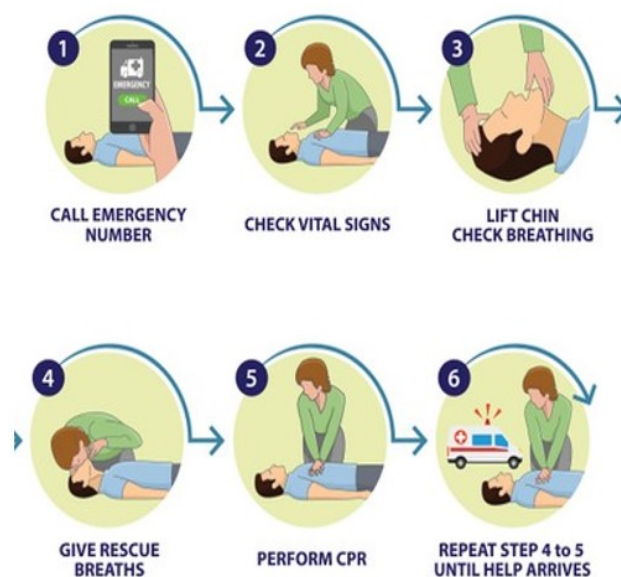 1
EMERGENCY
CALL
CALL EMERGENCY
NUMBER
2
CHECK VITAL SIGNS
3
LIFT CHIN
CHECK BREATHING
4
GIVE RESCUE
BREATHS
5
PERFORM CPR
6
REPEAT STEP 4 to 5
UNTIL HELP ARRIVES